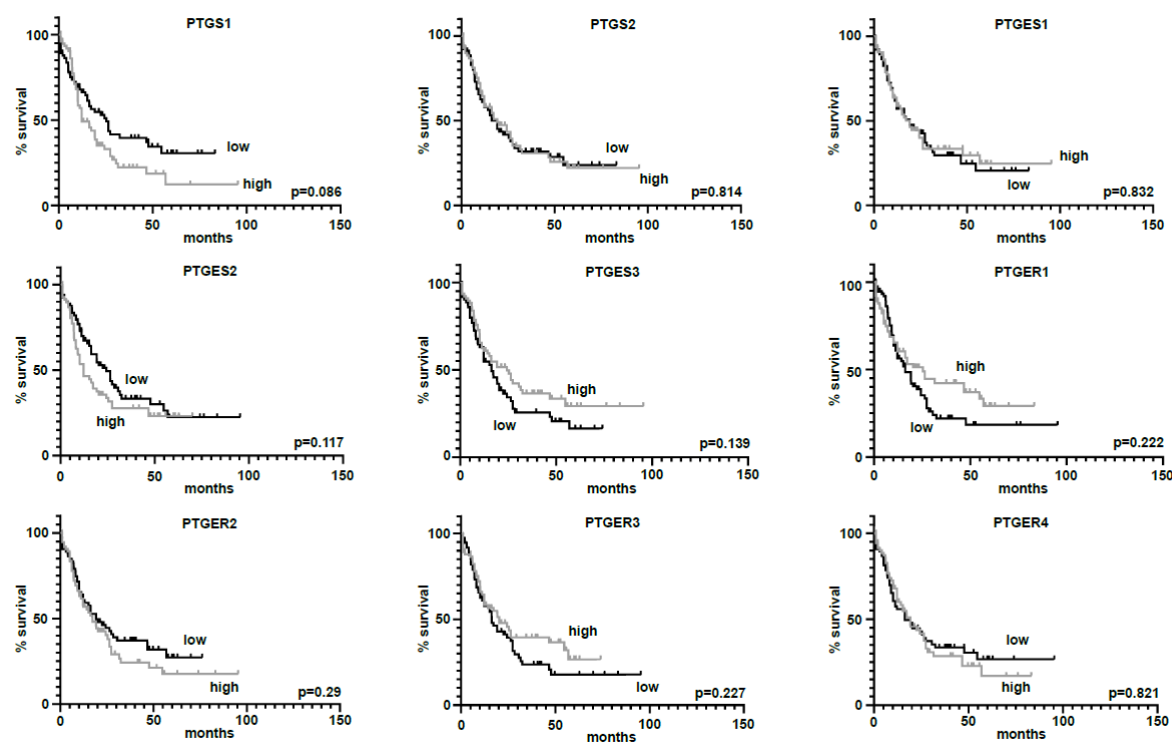 PTGS1
100
50
0
% survival
low
high
p=0.086
0 50 100 150
months
PTGS2
100
50
0
% survival
low
high
p=0.814
0 50 100 150
months
PTGES1
100
50
0
% survival
high
low
p=0.832
0 50 100 150
months
PTGES2
100
50
0
% survival
low
high
p=0.117
0 50 100 150
months
PTGES3
100
50
0
% survival
high
low
p=0.139
0 50 100 150
months
PTGER1
100
50
0
% survival
high
low
p=0.222
0 50 100 150
months
PTGER2
100
50
0
% survival
low
high
p=0.29
0 50 100 150
months
PTGER3
100
50
0
% survival
high
low
p=0.227
0 50 100 150
months
PTGER4
100
50
0
% survival
low
high
p=0.821
0 50 100 150
months